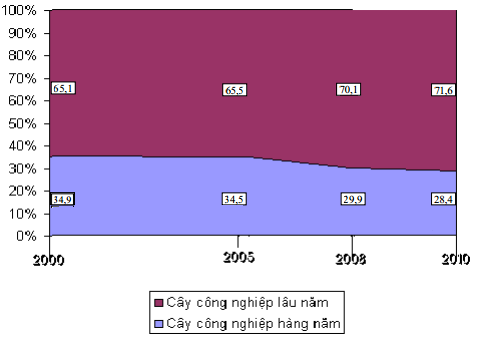 100%
90%
80%
70%
60%
50%
40%
30%
20%
10%
0%
65,1 65,5 70,1 71,6
34,9 34,5 29,9 28,4
2000 2005 2008 2010
Cây công nghiệp lâu năm
Cây công nghiệp hàng năm